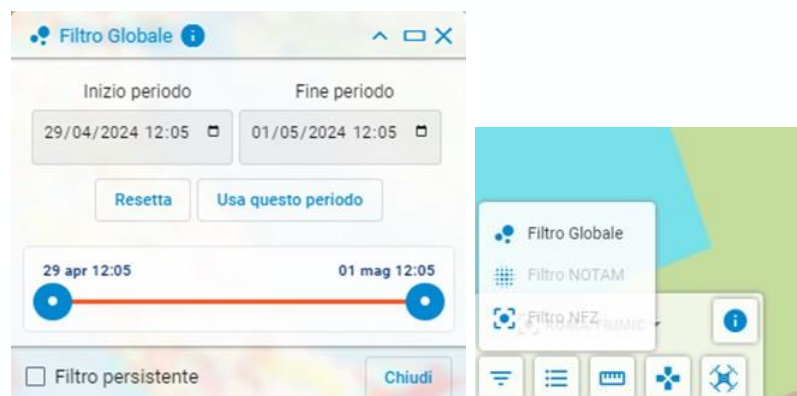 Filtro Globale
Inizio periodo Fine periodo
29/04/2024 12:05 01/05/2024 12:05
Resetta Usa questo periodo
29 apr 12:05 01 mag 12:05
Filtro persistente Chiudi
Filtro Globale
Filtro NOTAM
Filtro NFZ